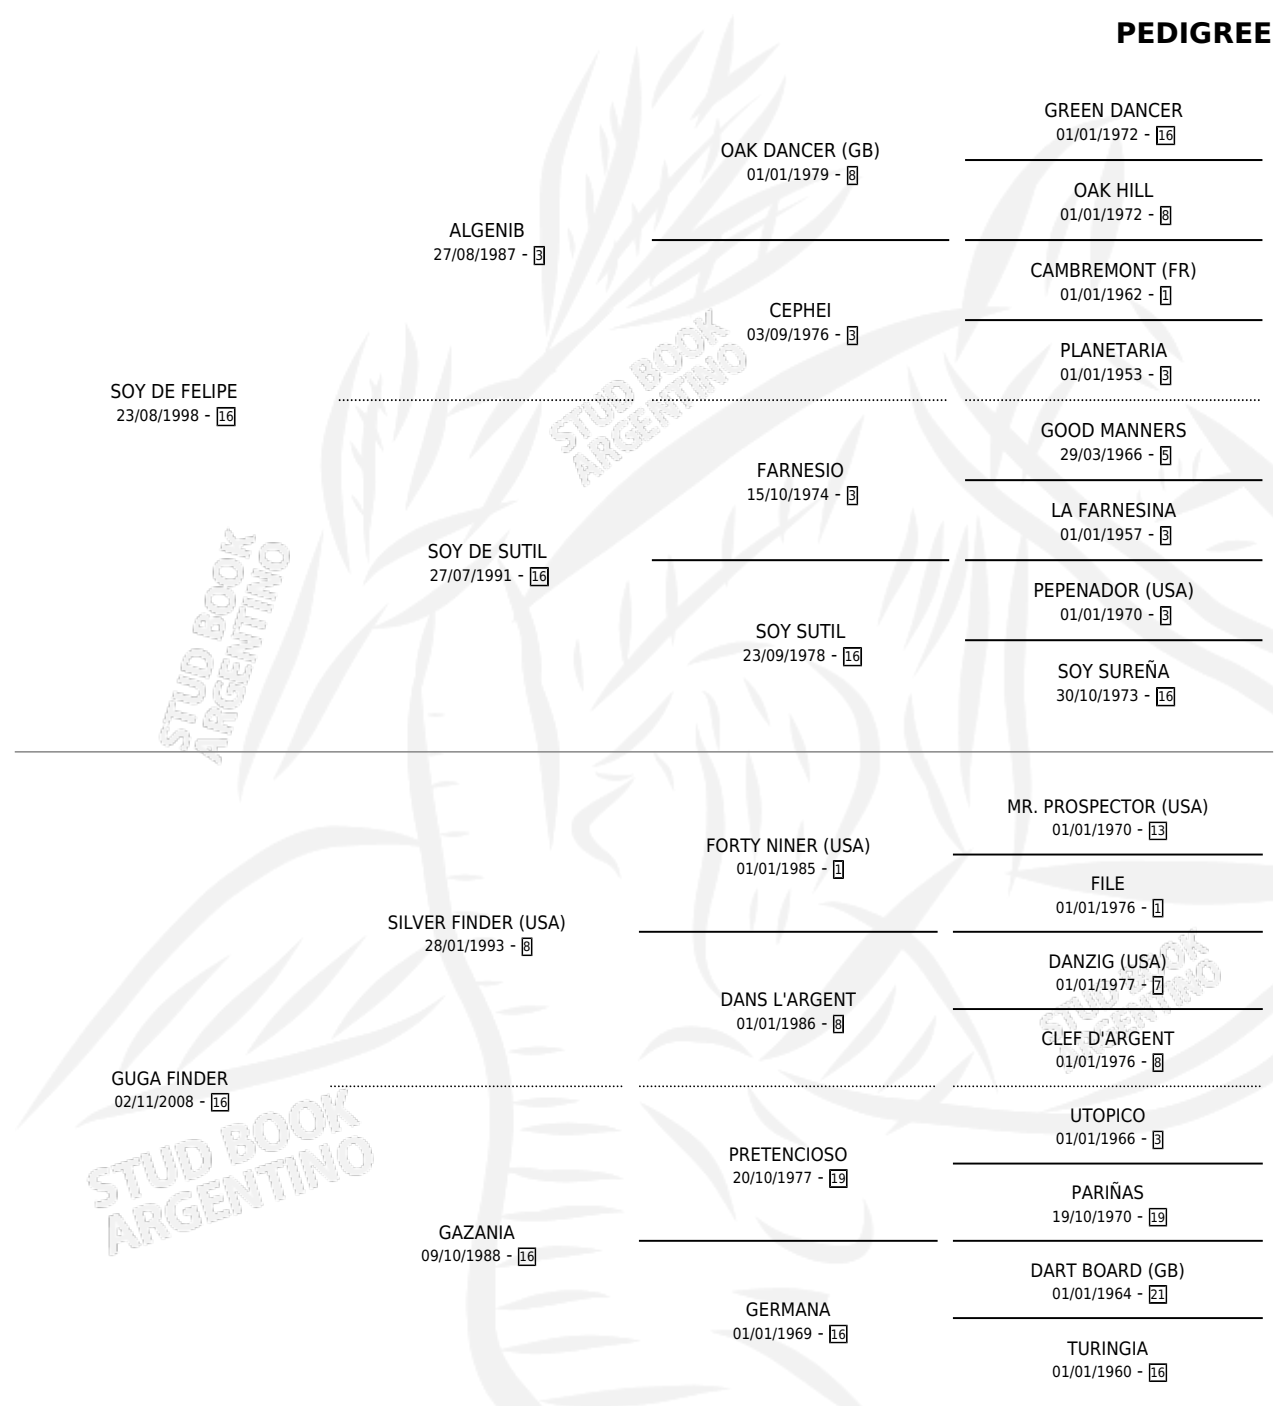 PEDIGREE
GREEN DANCER
01/01/1972 - 16
OAK DANCER (GB)
01/01/1979 - 8
OAK HILL
01/01/1972 - 8
ALGENIB
27/08/1987 - 3
CAMBREMONT (FR)
01/01/1962 - 1
CEPHEI
03/09/1976 - 3
PLANETARIA
01/01/1953 - 3
SOY DE FELIPE
23/08/1998 - 16
GOOD MANNERS
29/03/1966 - 5
FARNESIO
15/10/1974 - 3
LA FARNESINA
01/01/1957 - 3
SOY DE SUTIL
27/07/1991 - 16
PEPENADOR (USA)
01/01/1970 - 3
SOY SUTIL
23/09/1978 - 16
SOY SUREÑA
30/10/1973 - 16
MR. PROSPECTOR (USA)
01/01/1970 - 13
FORTY NINER (USA)
01/01/1985 - 1
FILE
01/01/1976 - 1
SILVER FINDER (USA)
28/01/1993 - 8
DANZIG (USA)
01/01/1977 - 7
DANS L'ARGENT
01/01/1986 - 8
CLEF D'ARGENT
01/01/1976 - 8
GUGA FINDER
02/11/2008 - 16
UTOPICO
01/01/1966 - 3
PRETENCIOSO
20/10/1977 - 19
PARIÑAS
19/10/1970 - 19
GAZANIA
09/10/1988 - 16
DART BOARD (GB)
01/01/1964 - 21
GERMANA
01/01/1969 - 16
TURINGIA
01/01/1960 - 16
STUD BOOK
ARGENTINO
STUD BOOK
ARGENTINO
STUD BOOK
ARGENTINO
STUD BOOK
ARGENTINO